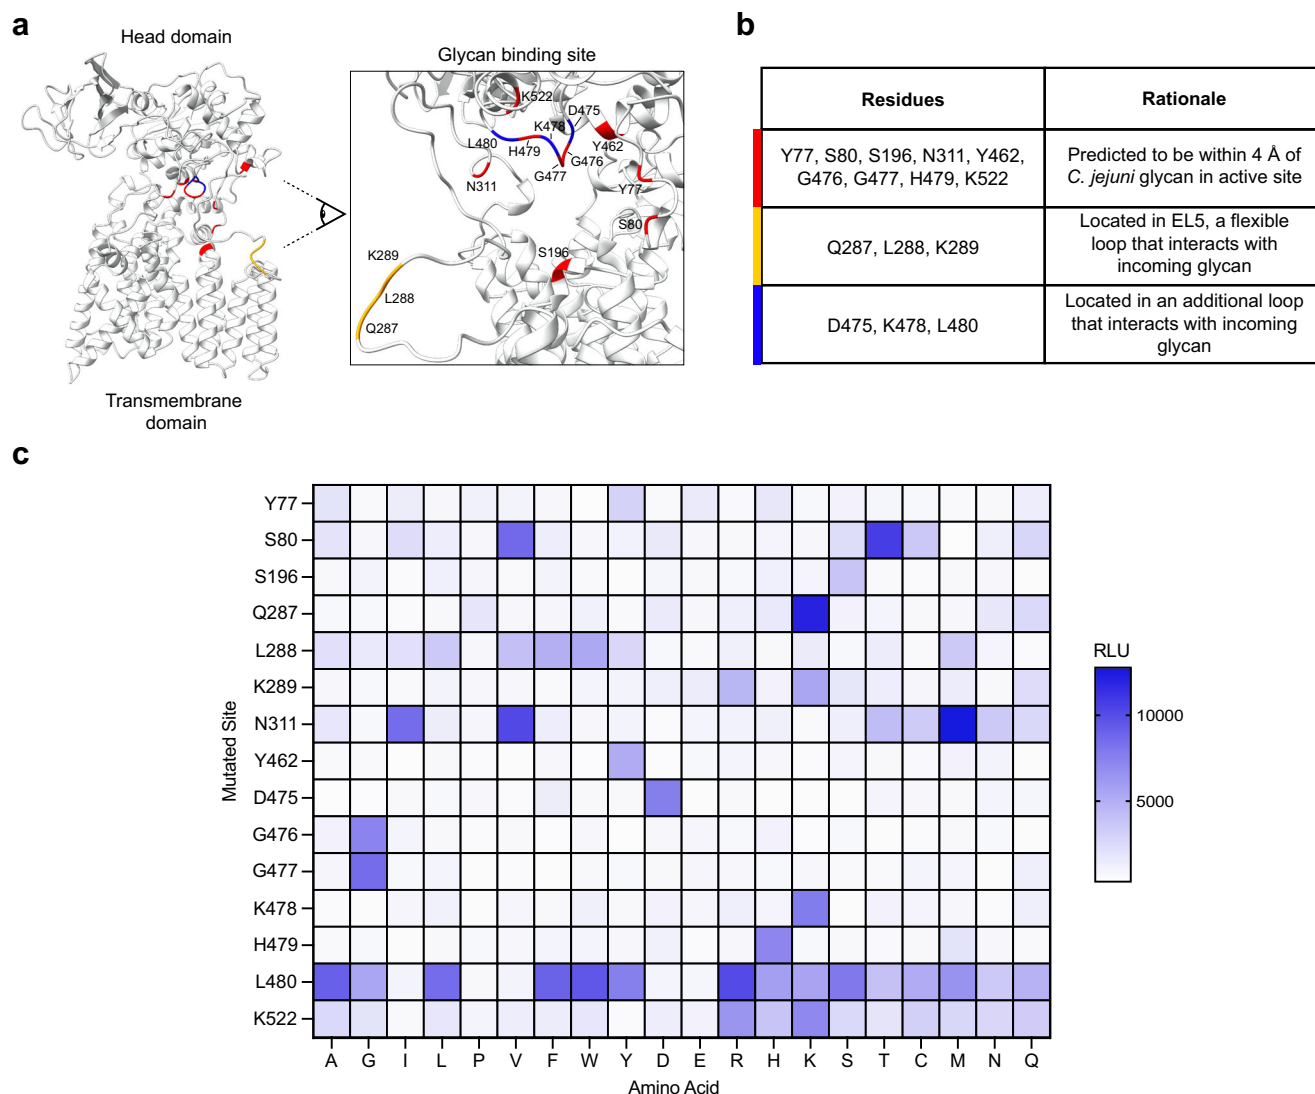 a
Head domain
Transmembrane
domain
Glycan binding site
K522
D475
K478
L480
H479
Y462
G476
G477
N311
Y77
S80
S196
K289
L288
Q287
b
Residues Rationale
Y77, S80, S196, N311, Y462,
G476, G477, H479, K522
Predicted to be within 4 Å of
C. jejuni glycan in active site
Q287, L288, K289
Located in EL5, a flexible
loop that interacts with
incoming glycan
D475, K478, L480
Located in an additional loop
that interacts with incoming
glycan
c
Mutated Site
Y77
S80
S196
Q287
L288
K289
N311
Y462
D475
G476
G477
K478
H479
L480
K522
A G I L P V F W Y D E R H K S T C M N Q
Amino Acid
RLU
10000
5000